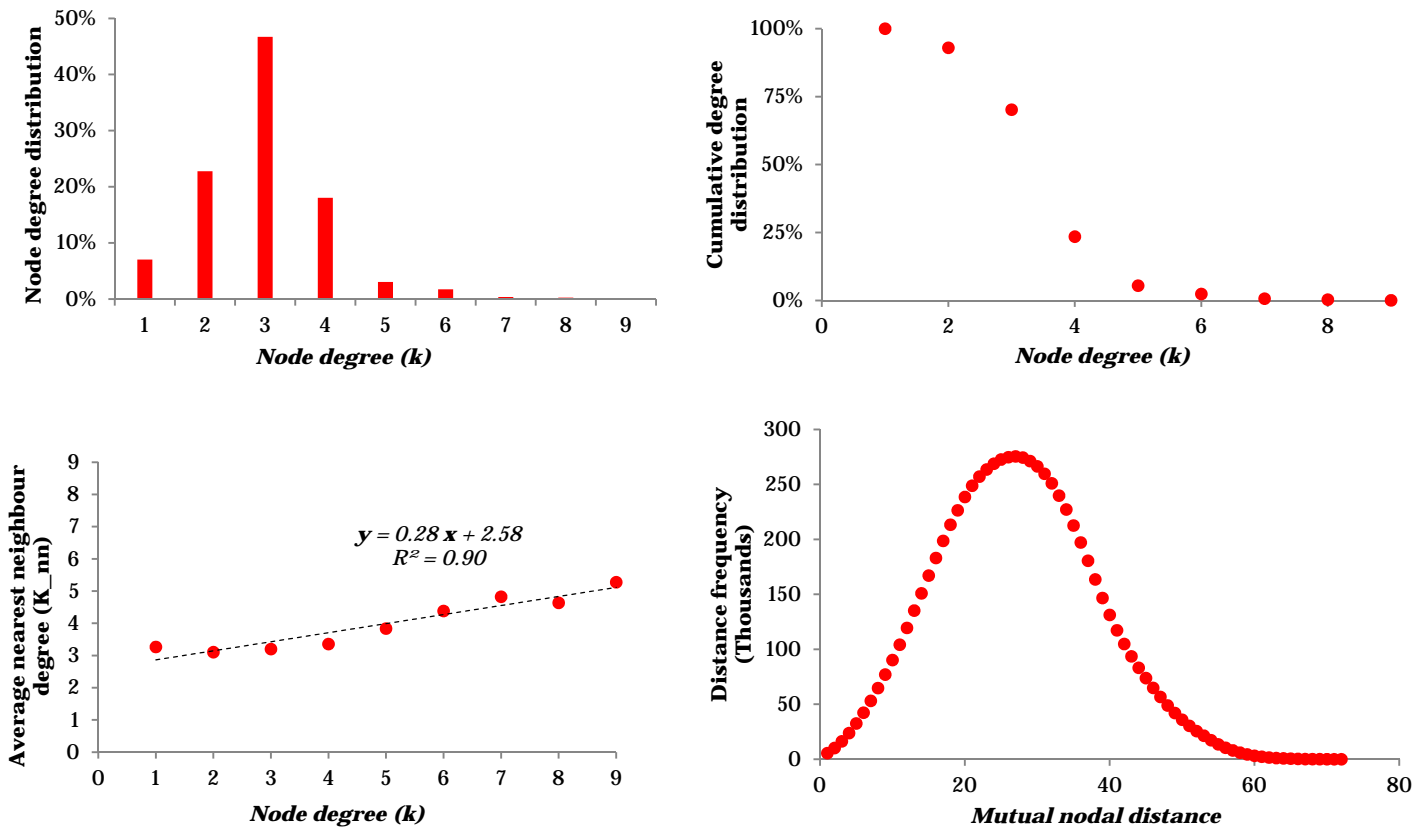 50%
40%
30%
20%
10%
0%
Node degree distribution
1 2 3 4 5 6 7 8 9
Node degree (k)
100%
75%
50%
25%
0%
Cumulative degree
distribution
0 2 4 6 8
Node degree (k)
9
8
7
6
5
4
3
2
1
0
Average nearest neighbour
degree (K_nn)
y = 0.28 x + 2.58
R² = 0.90
0 1 2 3 4 5 6 7 8 9
Node degree (k)
300
250
200
150
100
50
0
Distance frequency
(Thousands)
0 20 40 60 80
Mutual nodal distance